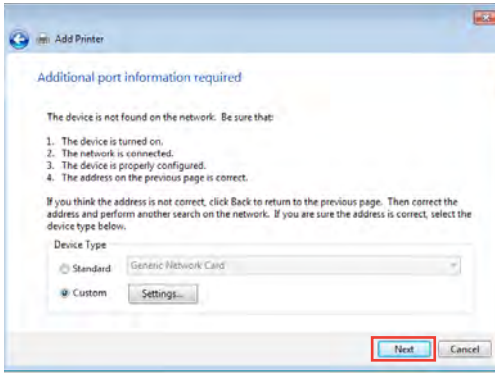 Add Printer
Additional port information required
The device is not found on the network. Be sure that:
1. The device is turned on.
2. The network is connected.
3. The device is properly configured.
4. The address on the previous page is correct.
If you think the address is not correct, click Back to return to the previous page. Then correct the
address and perform another search on the network. If you are sure the address is correct, select the
device type below.
Device Type
Standard
Generic Network Card
Custom
Settings...
Next
Cancel